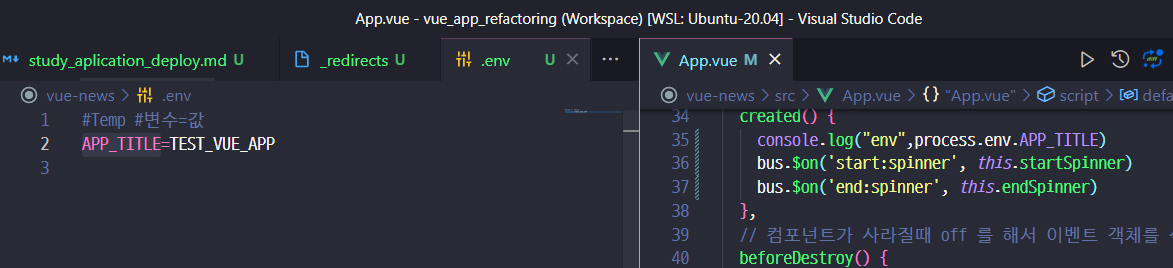 App.vue - vue_app_refactoring (Workspace) [WSL: Ubuntu-20.04] - Visual Studio Code
study_aplication_deploy.md U
_redirects U
.env U
vue-news > .env
1 #Temp #변수=값
2 APP_TITLE=TEST_VUE_APP
3
App.vue M
vue-news > src > App.vue > {} "App.vue" > script > defa
34 created() {
35 console.log("env",process.env.APP_TITLE)
36 bus.$on('start:spinner', this.startSpinner)
37 bus.$on('end:spinner', this.endSpinner)
38 },
39 // 컴포넌트가 사라질때 off 를 해서 이벤트 객체를
40 beforeDestroy() {